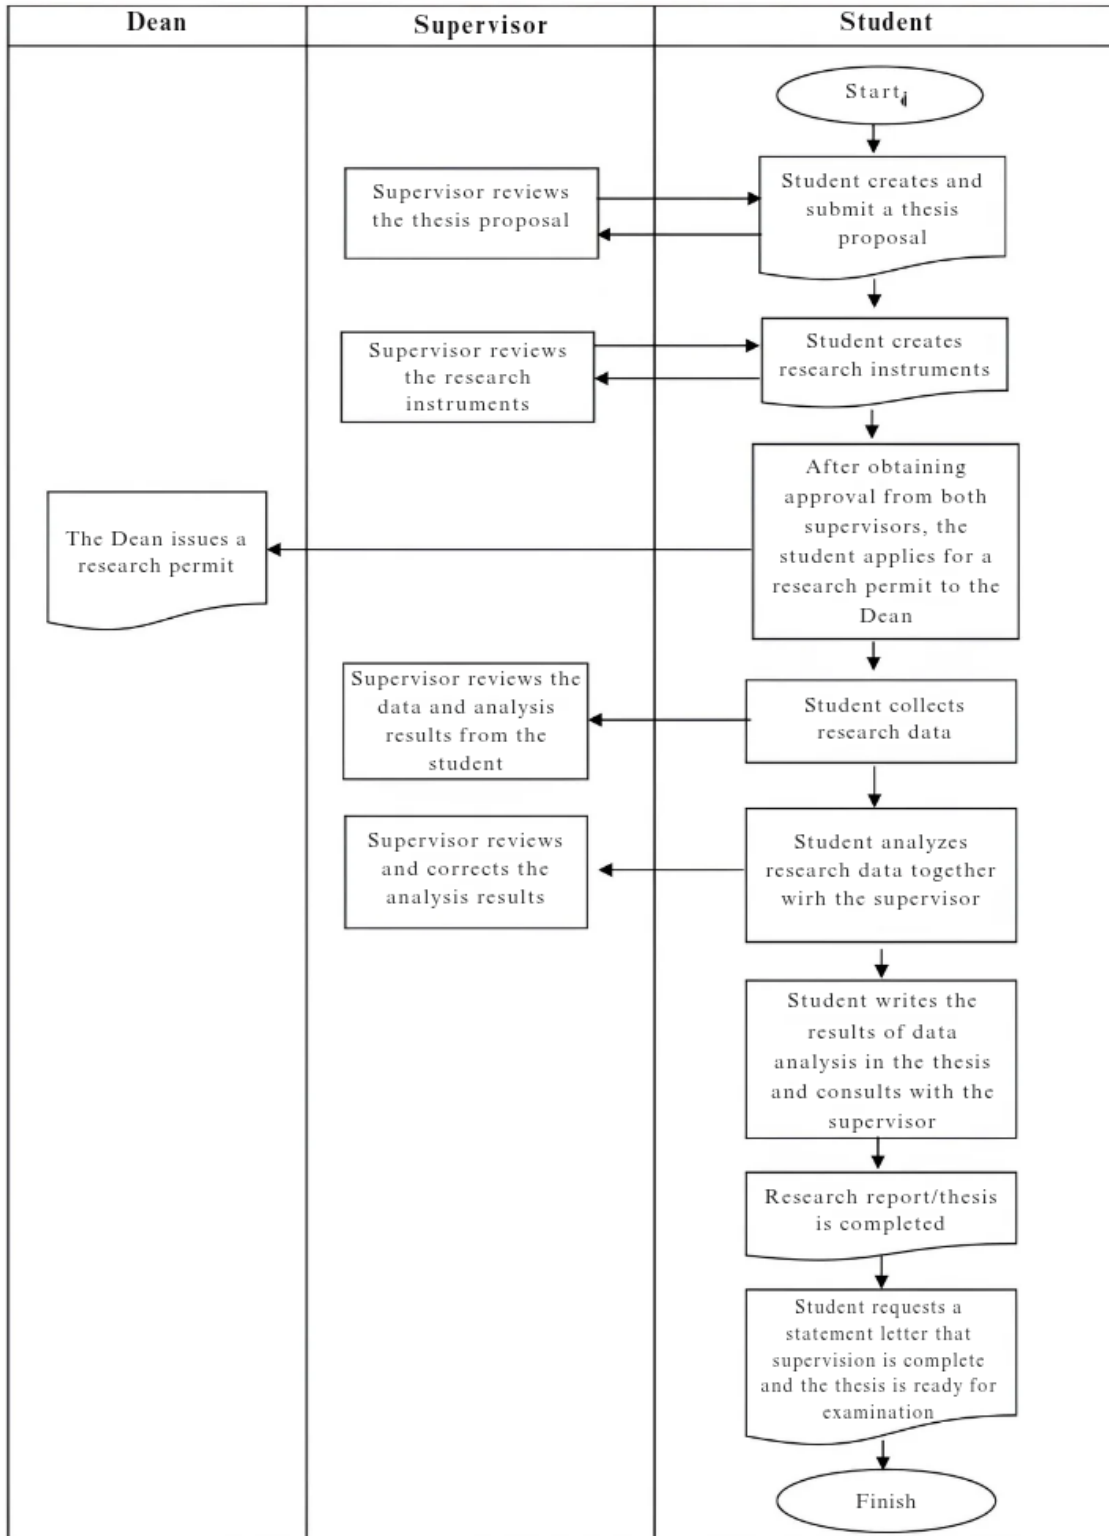 Dean
Supervisor
Student
Start
Supervisor reviews
the thesis proposal
Student creates and
submit a thesis
proposal
Supervisor reviews
the research
instruments
Student creates
research instruments
After obtaining
approval from both
supervisors, the
student applies for a
research permit to the
Dean
The Dean issues a
research permit
Supervisor reviews the
data and analysis
results from the
student
Student collects
research data
Supervisor reviews
and corrects the
analysis results
Student analyzes
research data together
wirh the supervisor
Student writes the
results of data
analysis in the thesis
and consults with the
supervisor
Research report/thesis
is completed
Student requests a
statement letter that
supervision is complete
and the thesis is ready for
examination
Finish